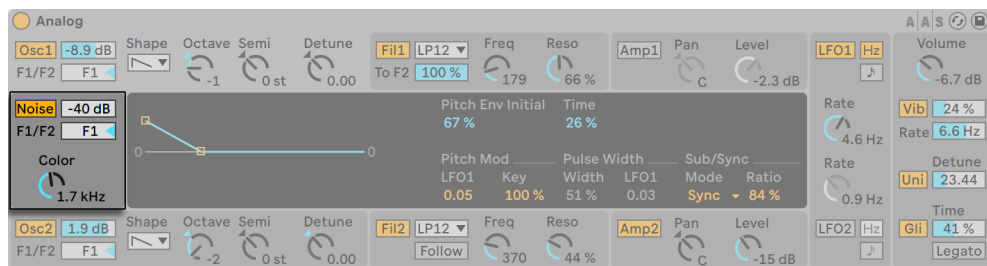 Analog AAS
Osc1 -8.9 dB Shape Octave Semi Detune Fil1 LP12 Freq Reso Amp1 Pan Level LFO1 Hz Volume
F1/F2 F1 -1 0 st 0.00 To F2 100 % 179 66 % C -2.3 dB ♪ -6.7 dB
Noise -40 dB Pitch Env Initial Time Rate Vib 24 %
F1/F2 F1 67 % 26 % 4.6 Hz Rate 6.6 Hz
0 0
Color Pitch Mod Pulse Width Sub/Sync Rate Detune
LFO1 Key Width LFO1 Mode Ratio Uni 23.44
1.7 kHz 0.05 100 % 51 % 0.03 Sync 84 % 0.9 Hz
Osc2 1.9 dB Shape Octave Semi Detune Fil2 LP12 Freq Reso Amp2 Pan Level LFO2 Hz Time
Gli 41 %
F1/F2 F1 -2 0 st 0.00 Follow 370 44 % C -15 dB ♪ Legato